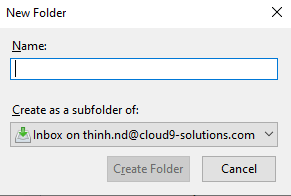 New Folder
Name:
Create as a subfolder of:
Inbox on thinh.nd@cloud9-solutions.com
Create Folder Cancel